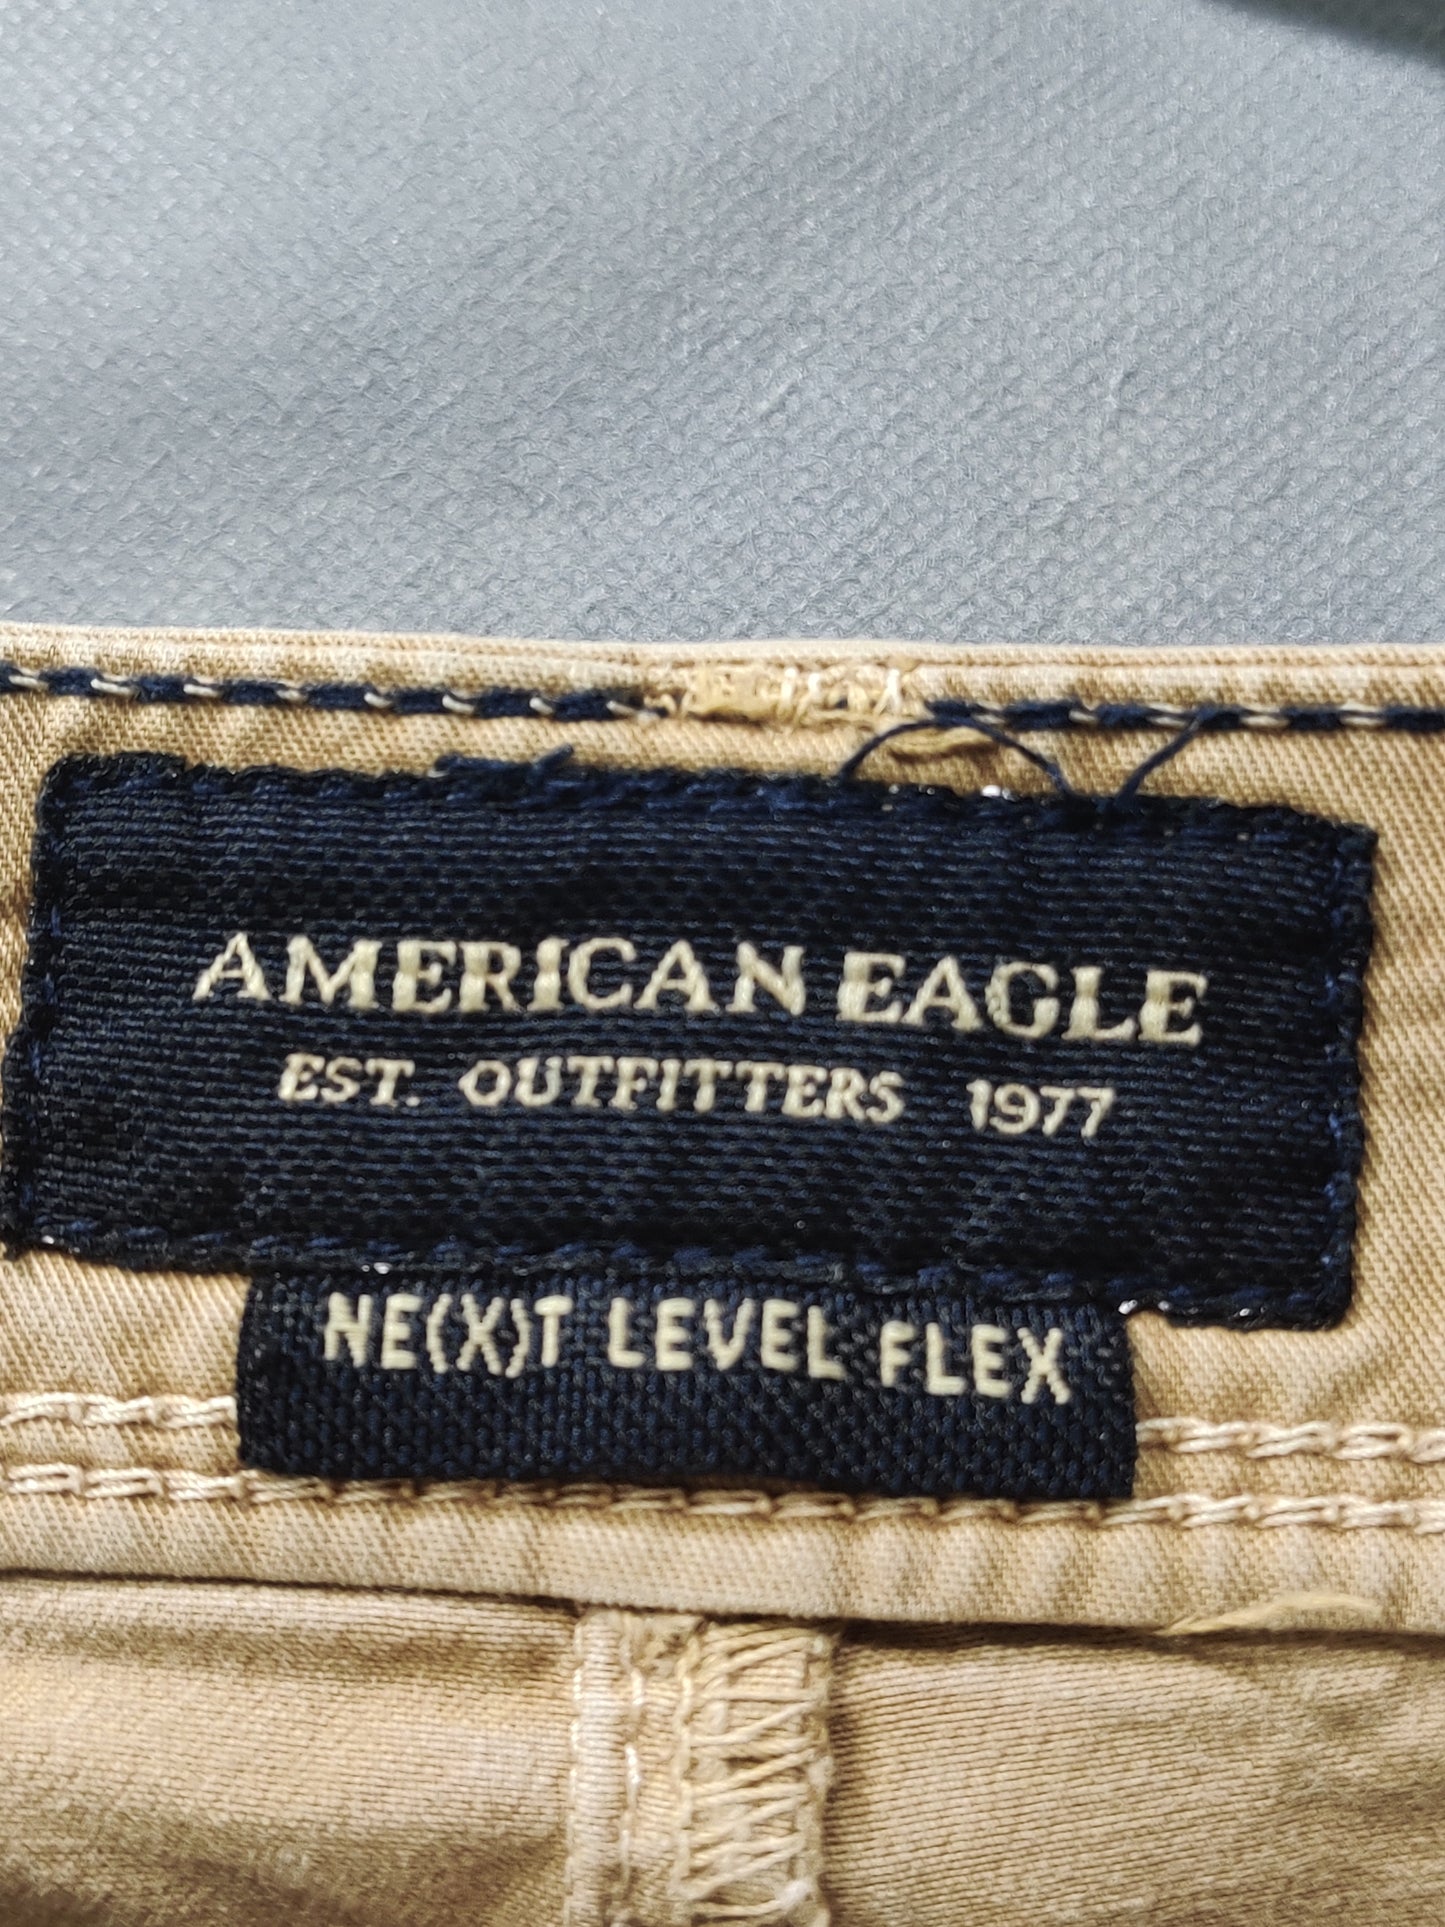 AMERICAN EAGLE
EST. OUTFITTERS 1977
NE(X)T LEVEL FLEX